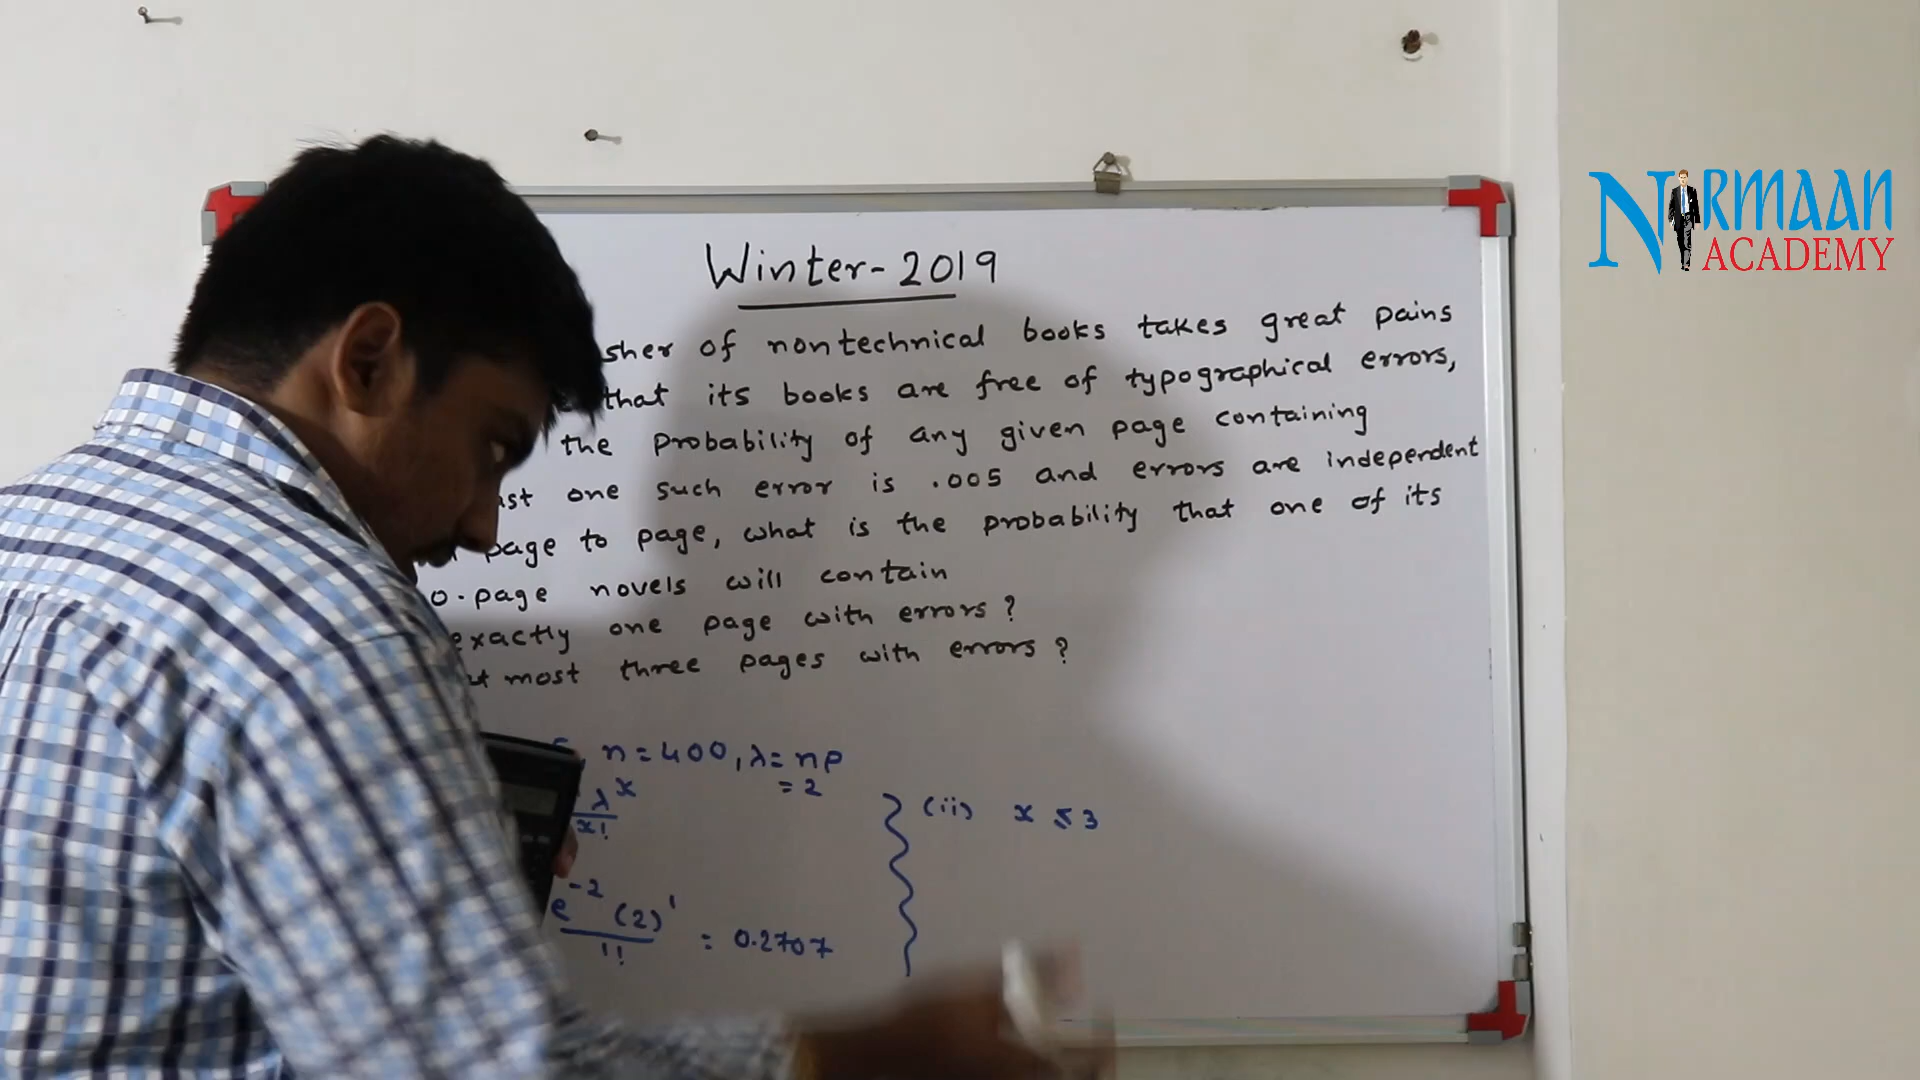 NIRMAAN
ACADEMY
Winter-2019
of nontechnical books takes great pains
that its books are free of typographical errors,
the probability of any given page containing
one such error is .005 and errors are independent
page to page, what is the probability that one of its
page novels will contain
exactly one page with errors?
most three pages with errors?
n=400, λ=np
=2
λ^x
x!
(ii) x ≤ 3
e^-2 (2)^1
1! = 0.2707